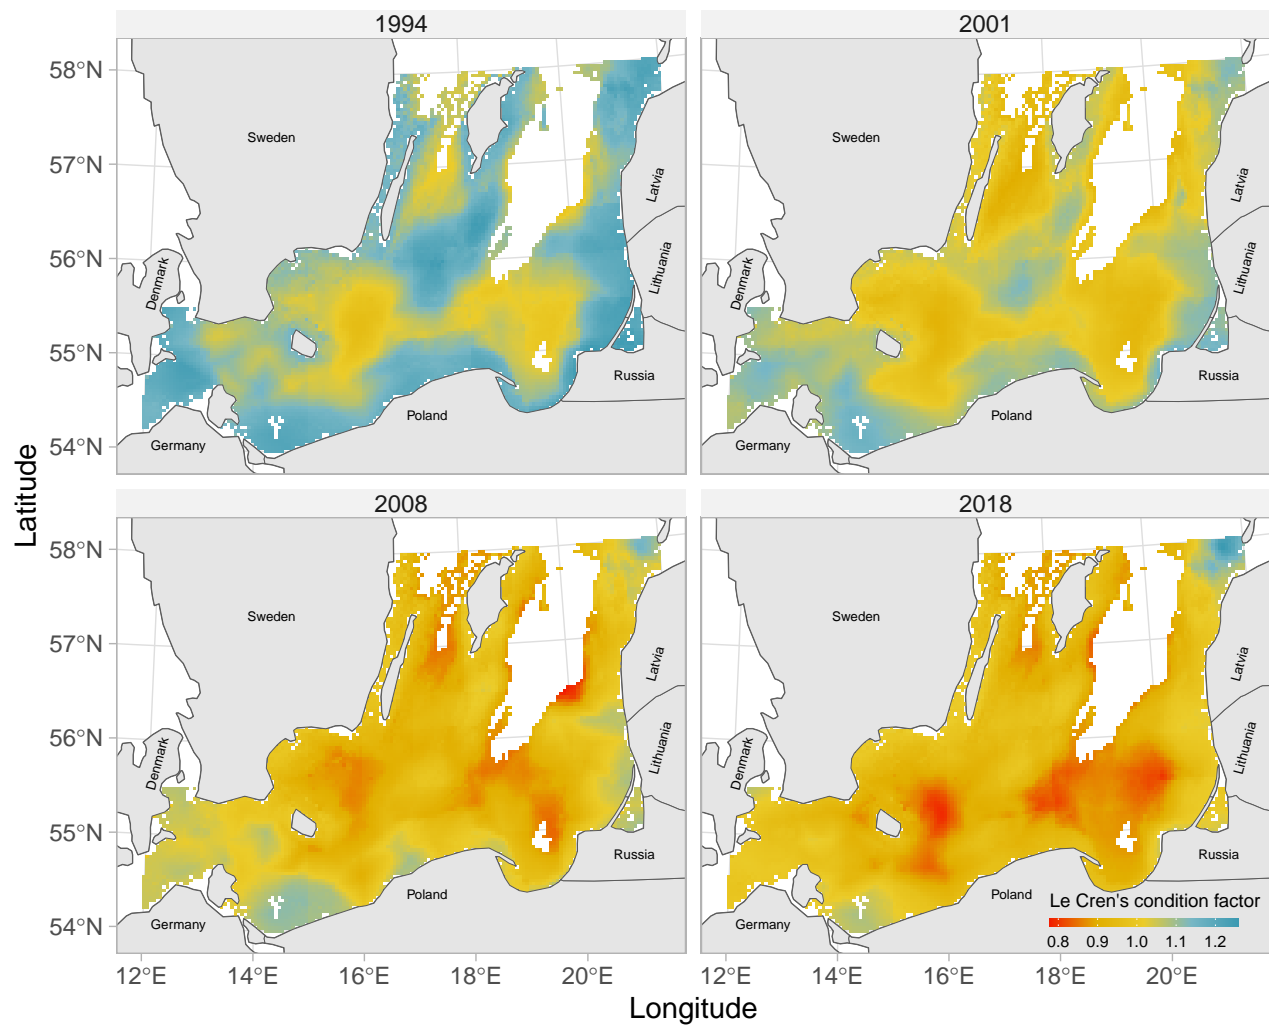 1994
2001
58°N
57°N
56°N
55°N
54°N
Sweden
Denmark
Germany
Poland
Russia
Lithuania
Latvia
Sweden
Denmark
Germany
Poland
Russia
Lithuania
Latvia
Latitude
2008
2018
58°N
57°N
56°N
55°N
54°N
Sweden
Denmark
Germany
Poland
Russia
Lithuania
Latvia
Sweden
Denmark
Germany
Poland
Russia
Lithuania
Latvia
Le Cren's condition factor
0.8 0.9 1.0 1.1 1.2
12°E 14°E 16°E 18°E 20°E
12°E 14°E 16°E 18°E 20°E
Longitude